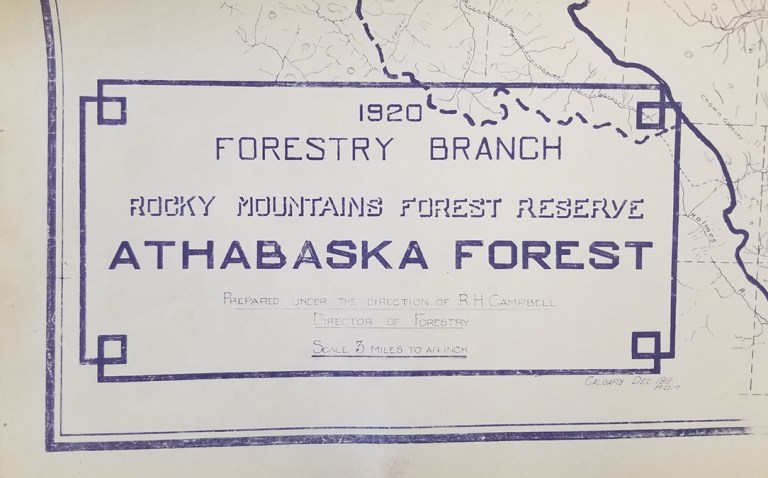 1920
FORESTRY BRANCH
ROCKY MOUNTAINS FOREST RESERVE
ATHABASKA FOREST
PREPARED UNDER THE DIRECTION OF R.H. CAMPBELL
DIRECTOR OF FORESTRY
SCALE 3 MILES TO AN INCH
CALGARY DEC
HOLMES